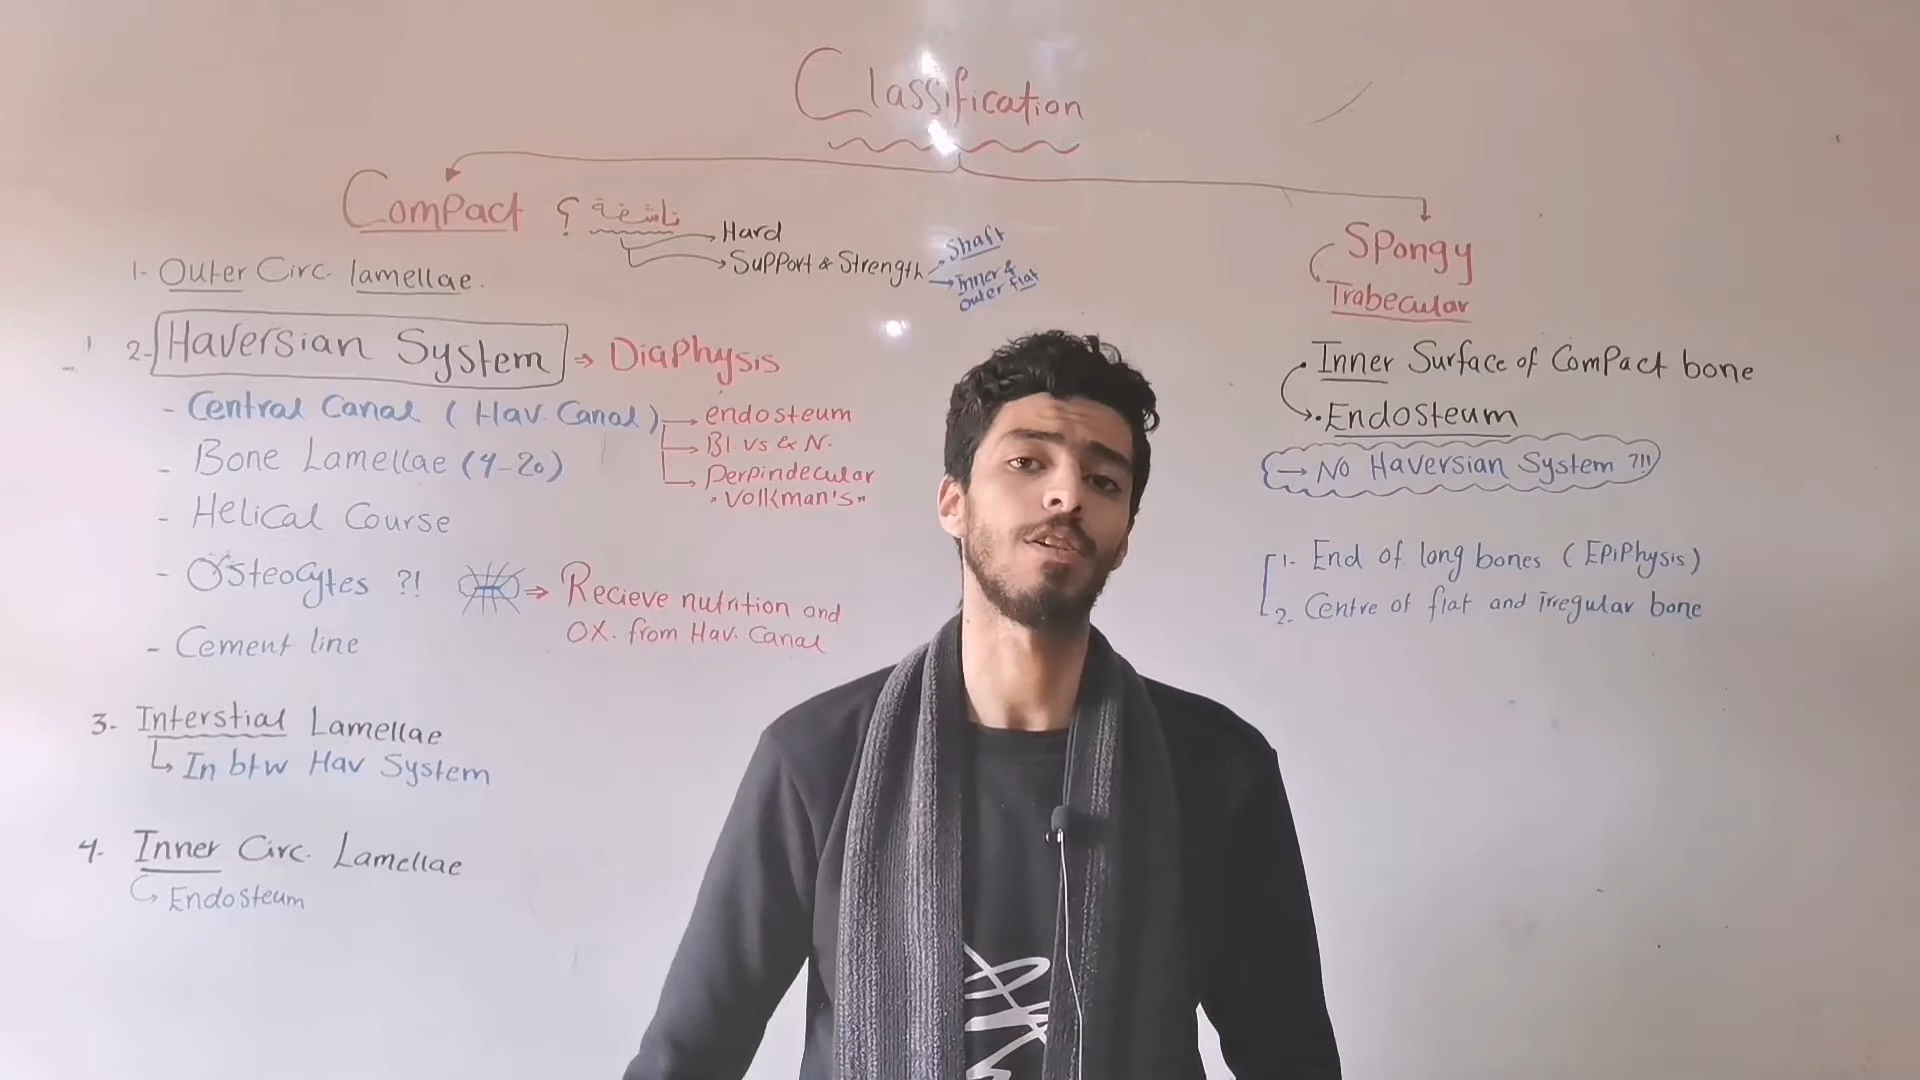 Classification
Compact ؟ ناشفة
Hard
Support & Strength
Shaft
Inner &
outer flat
1- Outer Circ. lamellae.
2- Haversian System → Diaphysis
- Central Canal (Hav. Canal) → endosteum
→ Bl. vs & N.
→ Perpindecular
"Volkman's"
- Bone Lamellae (4-20)
- Helical Course
- Osteocytes ?! ⇒ Recieve nutrition and
OX. from Hav. Canal
- Cement line
3- Interstial Lamellae
In btw Hav System
4. Inner Circ. Lamellae
Endosteum
Spongy
Trabecular
. Inner Surface of Compact bone
. Endosteum
→ No Haversian System ?!!
1- End of long bones (Epiphysis)
2- Centre of flat and irregular bone